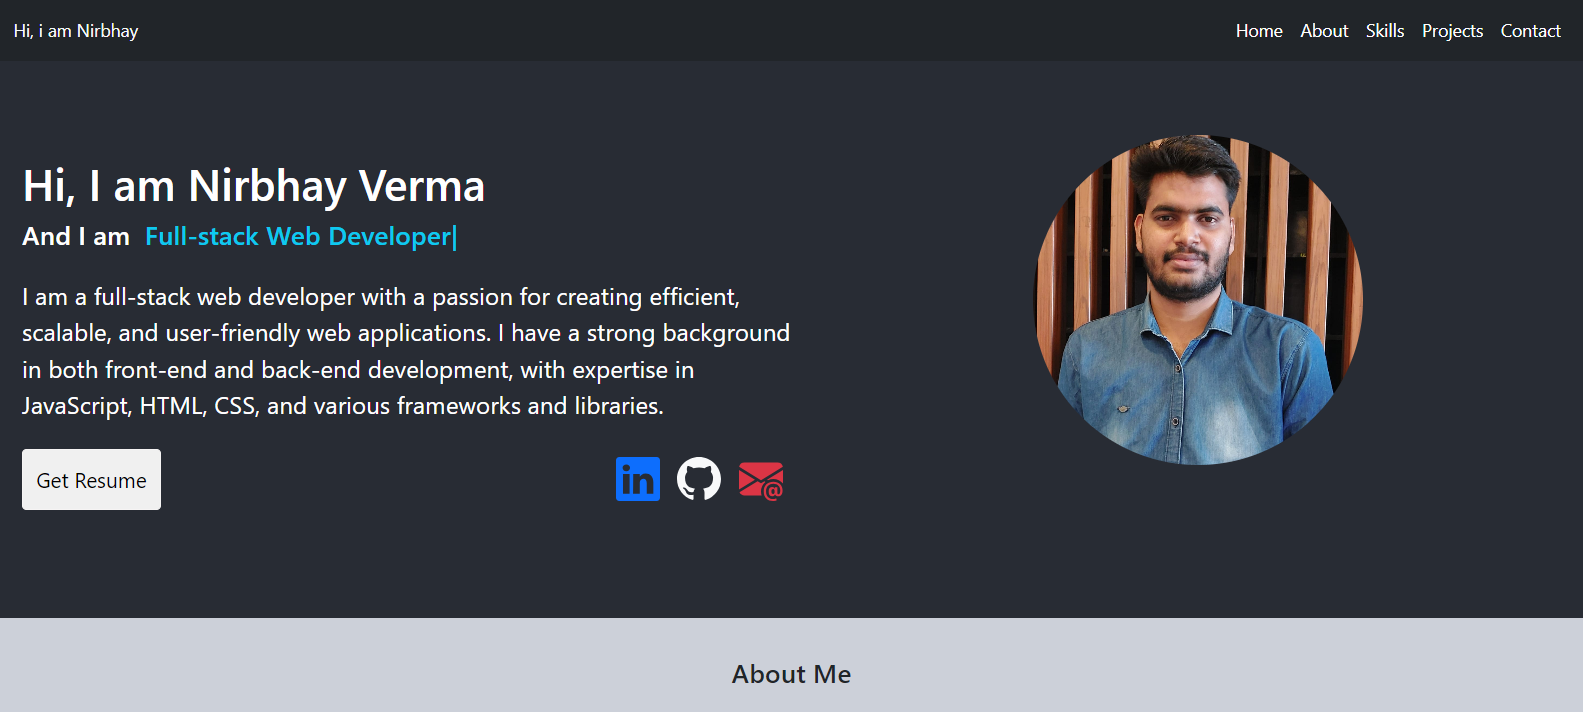 Hi, i am Nirbhay
Home About Skills Projects Contact
Hi, I am Nirbhay Verma
And I am Full-stack Web Developer|
I am a full-stack web developer with a passion for creating efficient,
scalable, and user-friendly web applications. I have a strong background
in both front-end and back-end development, with expertise in
JavaScript, HTML, CSS, and various frameworks and libraries.
Get Resume
in
@
About Me